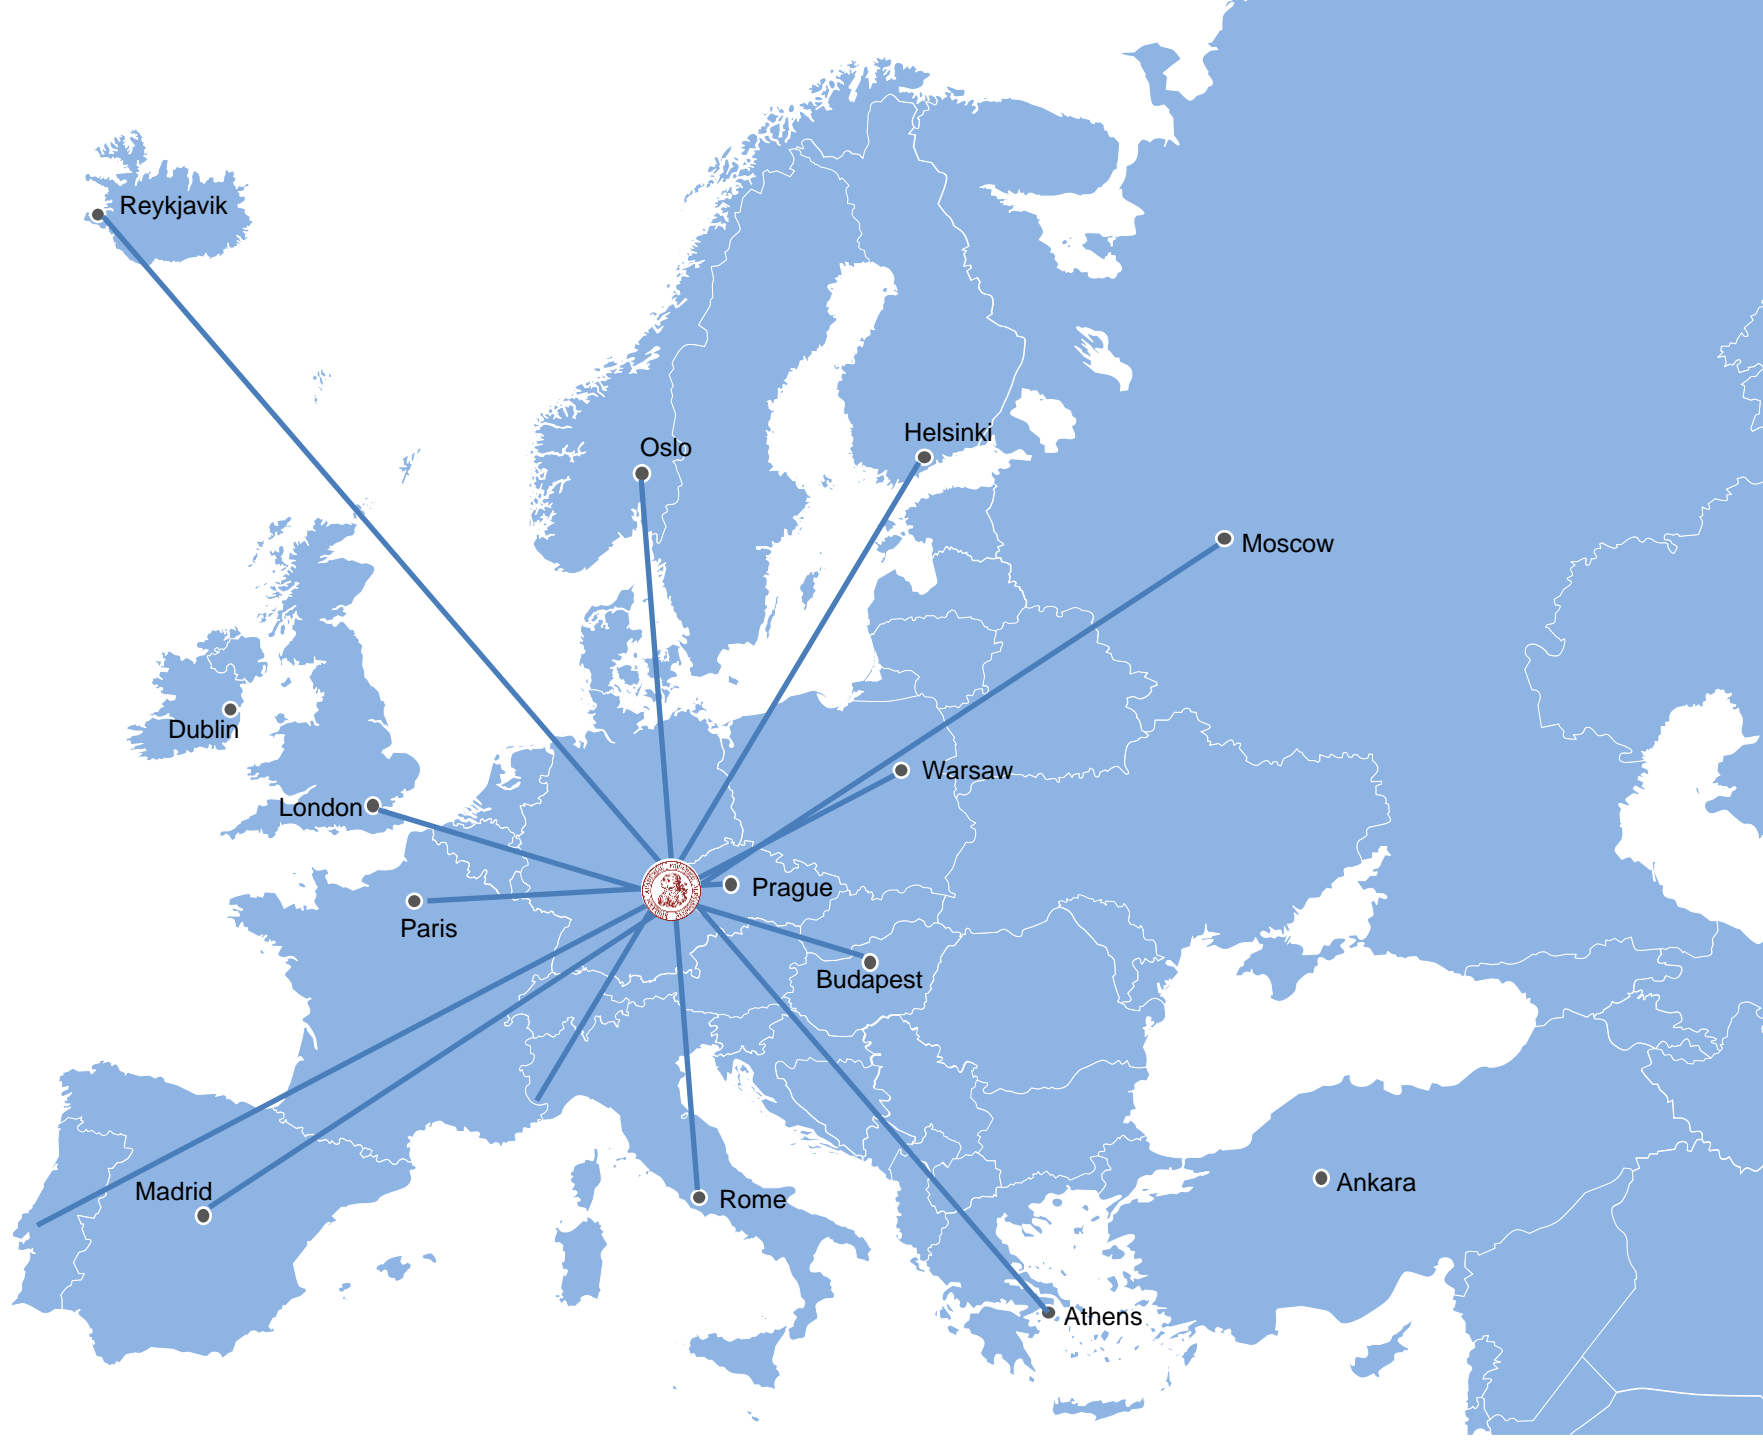 Reykjavik
Helsinki
Oslo
Moscow
Dublin
Warsaw
London
Prague
Paris
Budapest
Ankara
Madrid
Rome
Athens